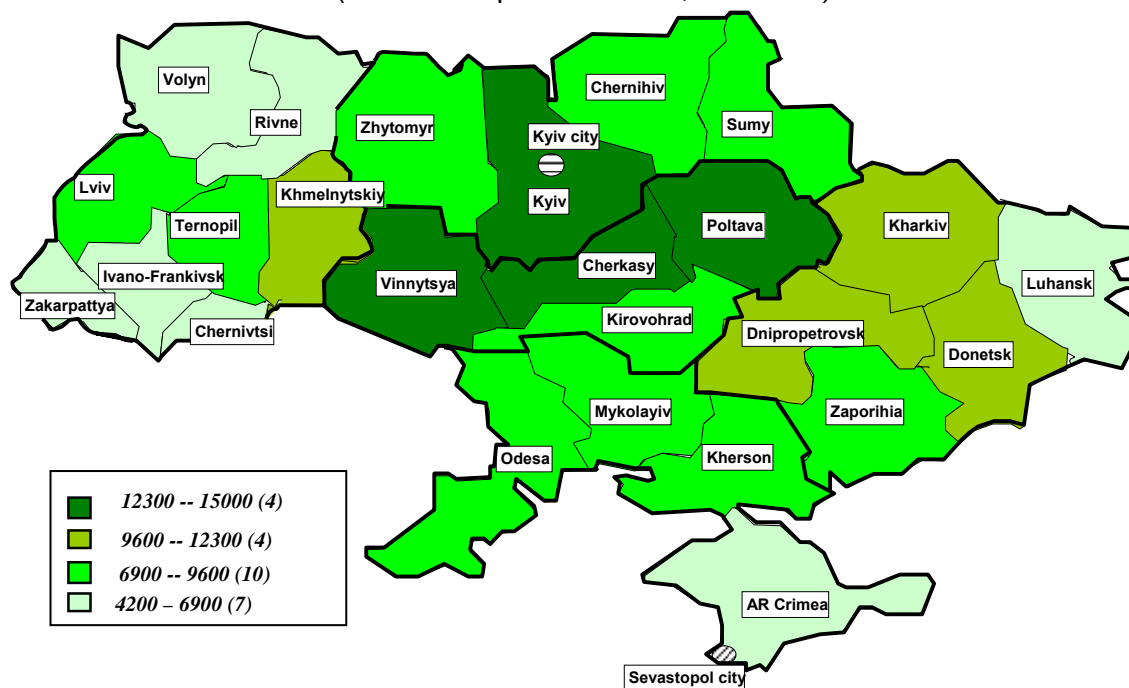 Volyn
Chernihiv
Rivne
Zhytomyr
Sumy
Kyiv city
Lviv
Khmelnytskiy
Kyiv
Ternopil
Poltava
Kharkiv
Cherkasy
Ivano-Frankivsk
Vinnytsya
Luhansk
Zakarpattya
Chernivtsi
Kirovohrad
Dnipropetrovsk
Donetsk
Mykolayiv
Zaporihia
Odesa
Kherson
12300 -- 15000 (4)
9600 -- 12300 (4)
6900 -- 9600 (10)
4200 – 6900 (7)
AR Crimea
Sevastopol city